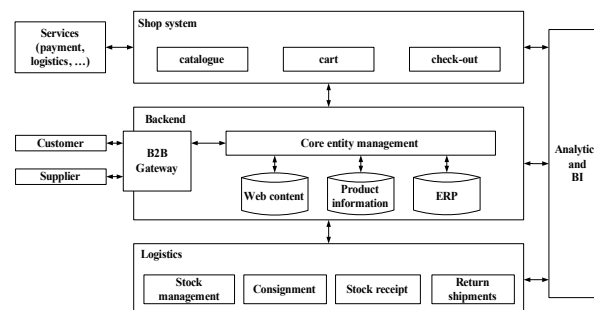 Services
(payment,
logistics, …)
Shop system
catalogue
cart
check-out
Backend
Customer
Supplier
B2B
Gateway
Core entity management
Web content
Product
information
ERP
Analytic
and
BI
Logistics
Stock
management
Consignment
Stock receipt
Return
shipments